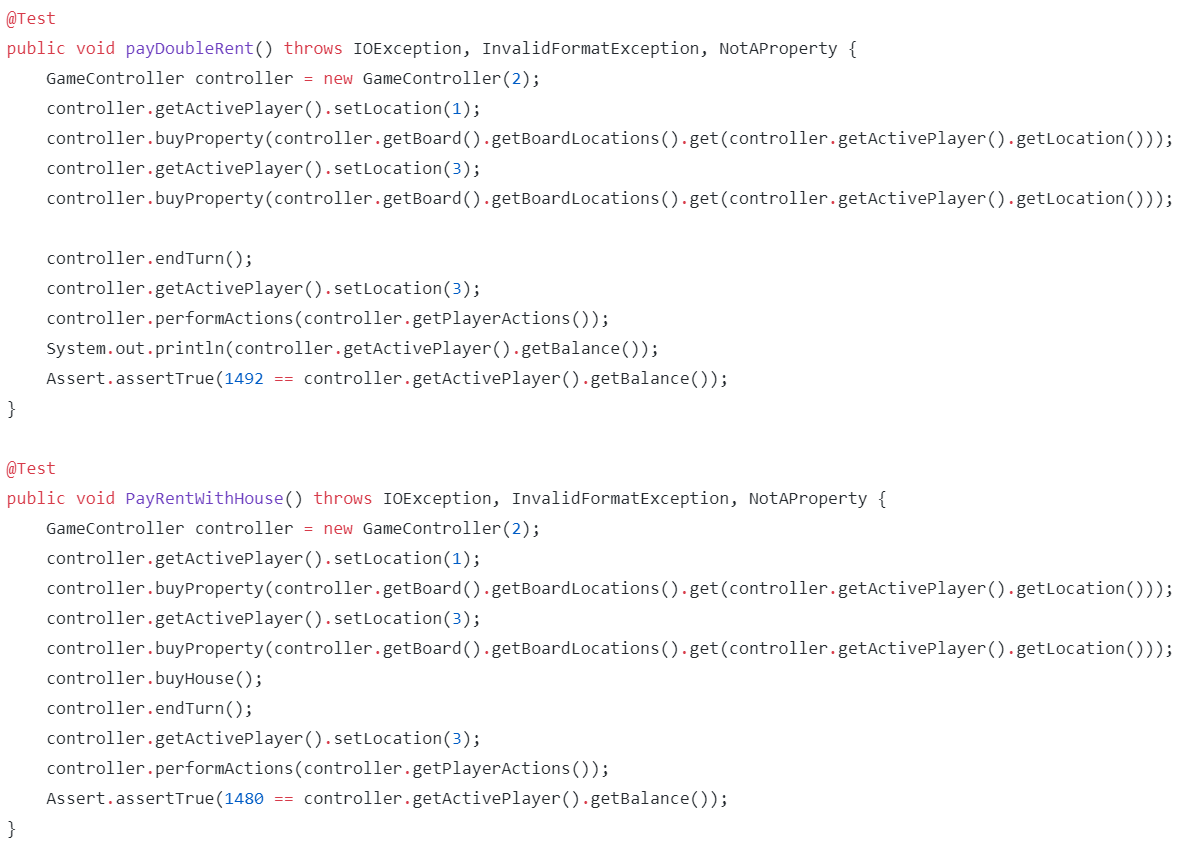 @Test
public void payDoubleRent() throws IOException, InvalidFormatException, NotAProperty {
    GameController controller = new GameController(2);
    controller.getActivePlayer().setLocation(1);
    controller.buyProperty(controller.getBoard().getBoardLocations().get(controller.getActivePlayer().getLocation()));
    controller.getActivePlayer().setLocation(3);
    controller.buyProperty(controller.getBoard().getBoardLocations().get(controller.getActivePlayer().getLocation()));

    controller.endTurn();
    controller.getActivePlayer().setLocation(3);
    controller.performActions(controller.getPlayerActions());
    System.out.println(controller.getActivePlayer().getBalance());
    Assert.assertTrue(1492 == controller.getActivePlayer().getBalance());
}

@Test
public void PayRentWithHouse() throws IOException, InvalidFormatException, NotAProperty {
    GameController controller = new GameController(2);
    controller.getActivePlayer().setLocation(1);
    controller.buyProperty(controller.getBoard().getBoardLocations().get(controller.getActivePlayer().getLocation()));
    controller.getActivePlayer().setLocation(3);
    controller.buyProperty(controller.getBoard().getBoardLocations().get(controller.getActivePlayer().getLocation()));
    controller.buyHouse();
    controller.endTurn();
    controller.getActivePlayer().setLocation(3);
    controller.performActions(controller.getPlayerActions());
    Assert.assertTrue(1480 == controller.getActivePlayer().getBalance());
}